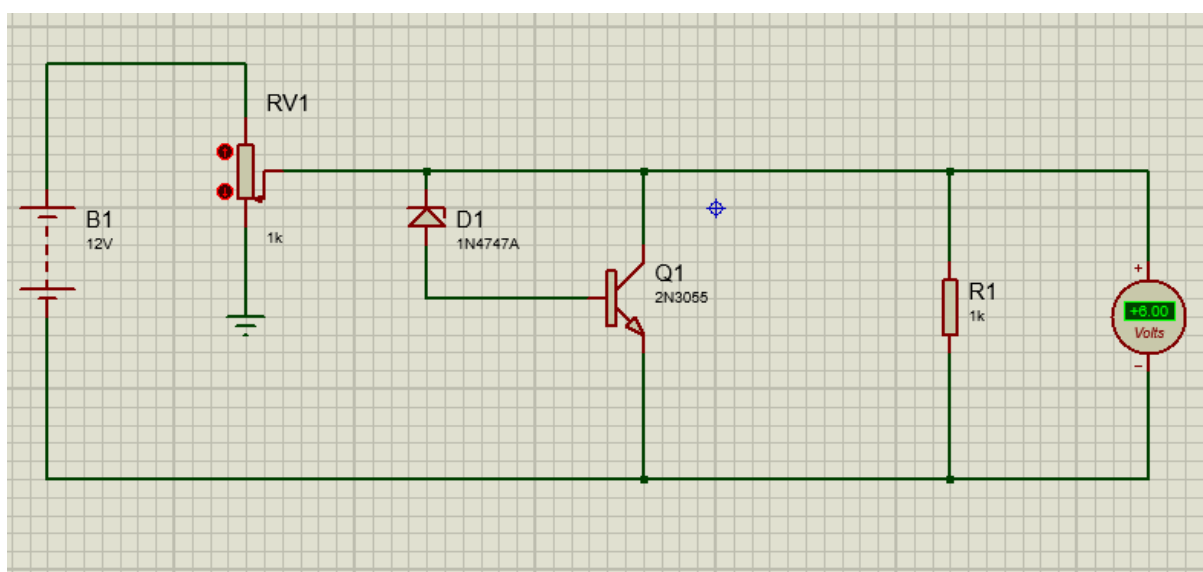 RV1
1k
B1
12V
D1
1N4747A
Q1
2N3055
R1
1k
+
+6.00
Volts
−